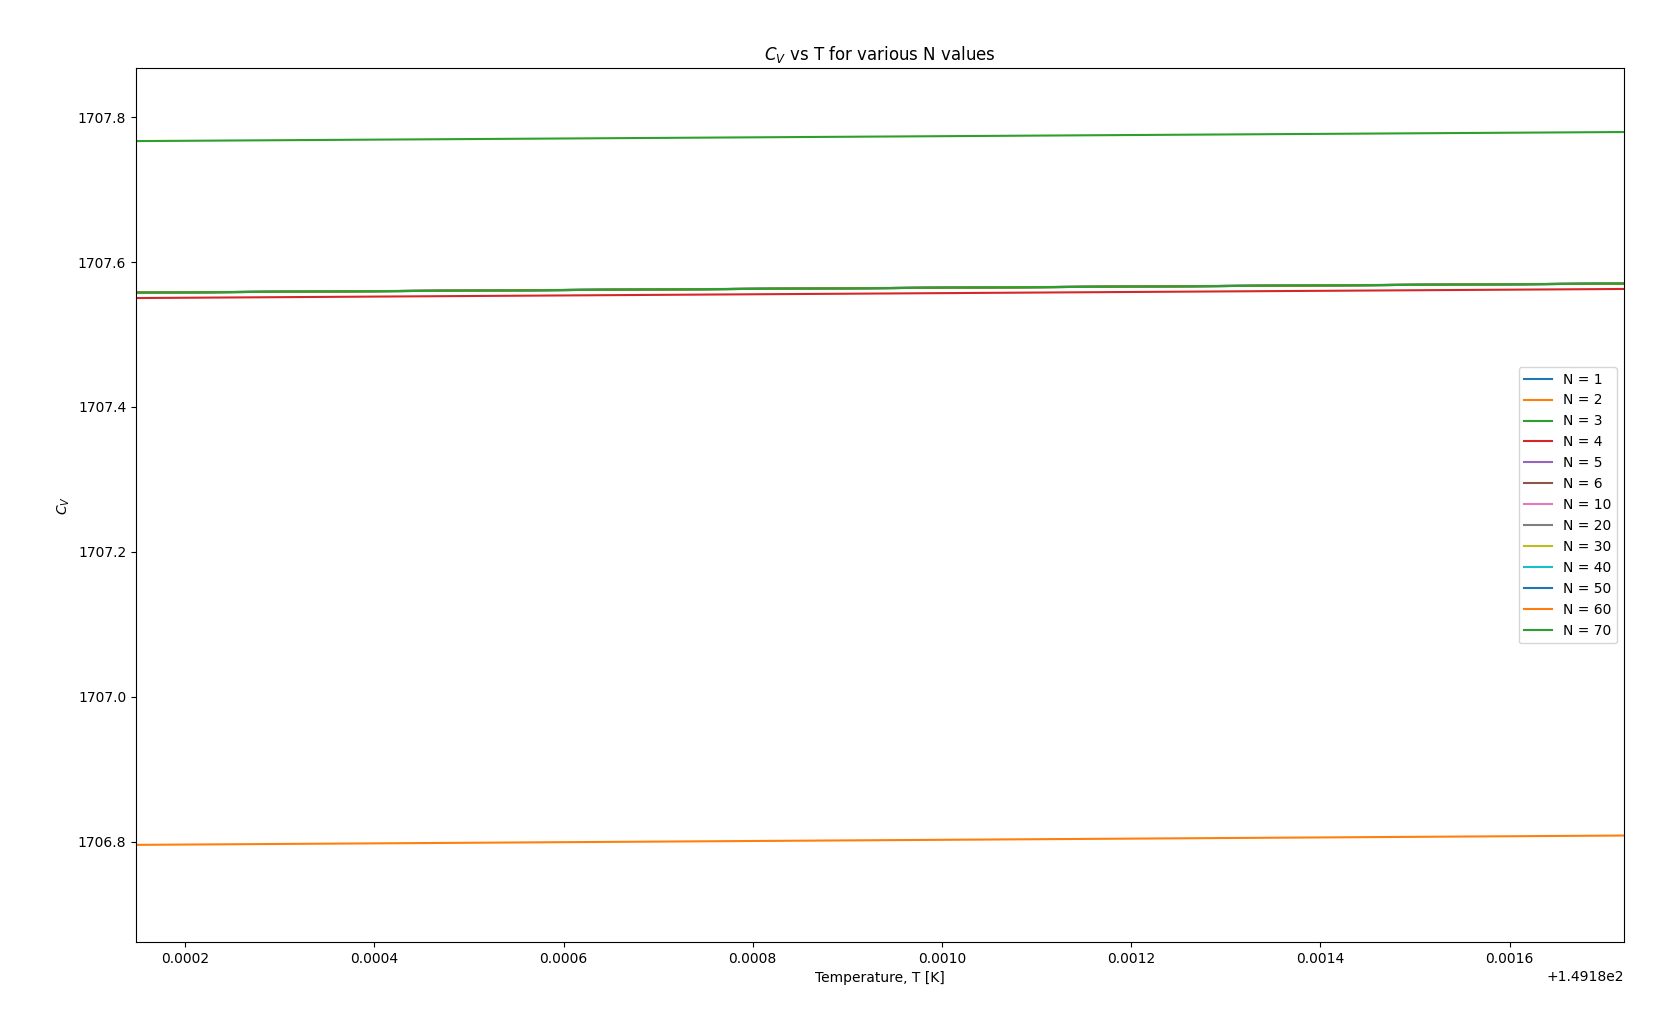 C_V vs T for various N values
1707.8
1707.6
1707.4
1707.2
1707.0
1706.8
C_V
N = 1
N = 2
N = 3
N = 4
N = 5
N = 6
N = 10
N = 20
N = 30
N = 40
N = 50
N = 60
N = 70
0.0002 0.0004 0.0006 0.0008 0.0010 0.0012 0.0014 0.0016
Temperature, T [K]
+1.4918e2